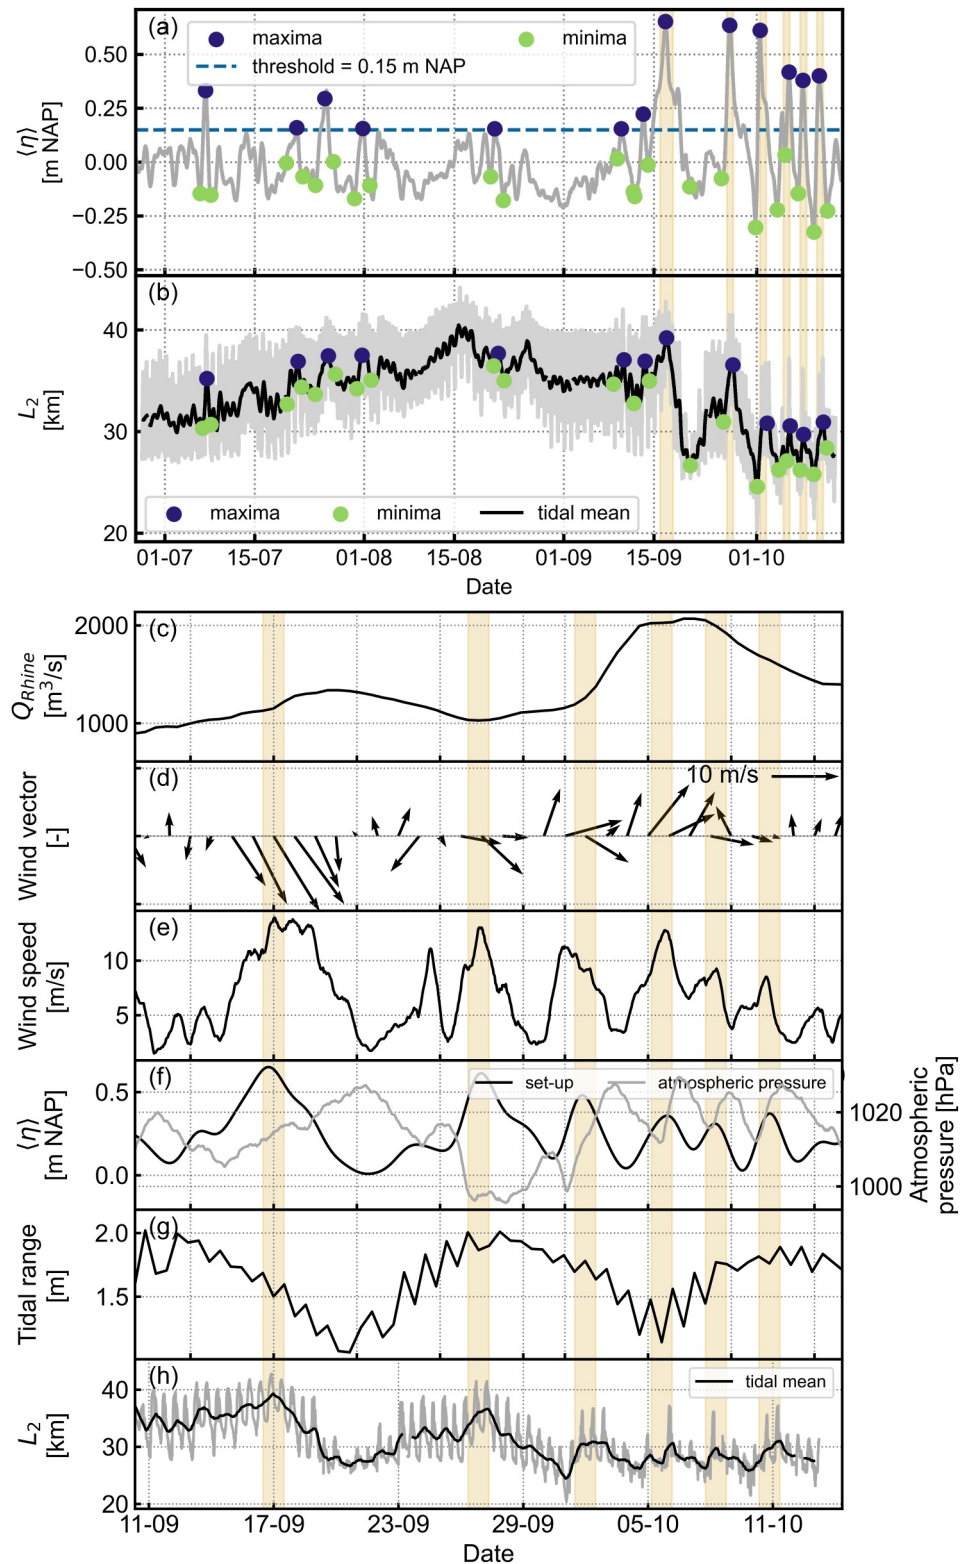 (a)
maxima
minima
threshold = 0.15 m NAP
0.50
0.25
0.00
−0.25
−0.50
⟨η⟩
[m NAP]
(b)
40
30
20
L2
[km]
maxima
minima
tidal mean
01-07
15-07
01-08
15-08
01-09
15-09
01-10
Date
(c)
2000
1000
QRhine
[m3/s]
(d)
10 m/s
Wind vector
[-]
(e)
10
5
Wind speed
[m/s]
(f)
set-up
atmospheric pressure
0.5
0.0
⟨η⟩
[m NAP]
1020
1000
Atmospheric
pressure [hPa]
(g)
2.0
1.5
Tidal range
[m]
(h)
tidal mean
40
30
20
L2
[km]
11-09
17-09
23-09
29-09
05-10
11-10
Date